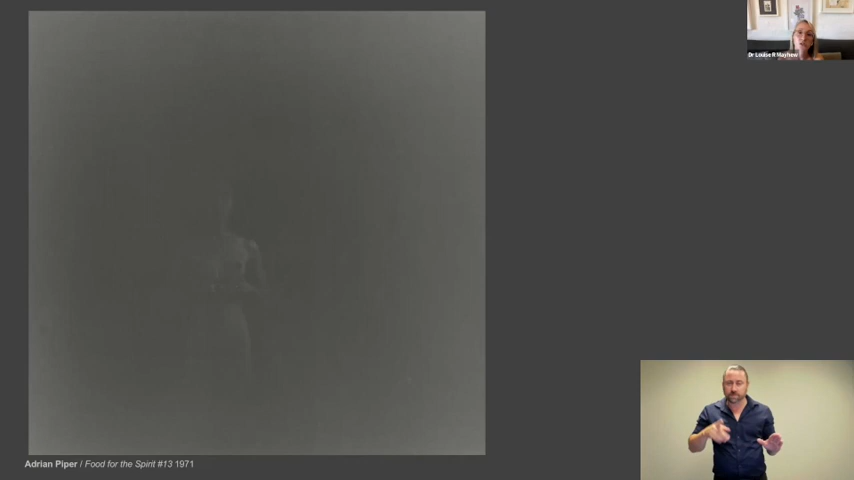 Dr Louise R Mayhew
Adrian Piper / Food for the Spirit #13 1971